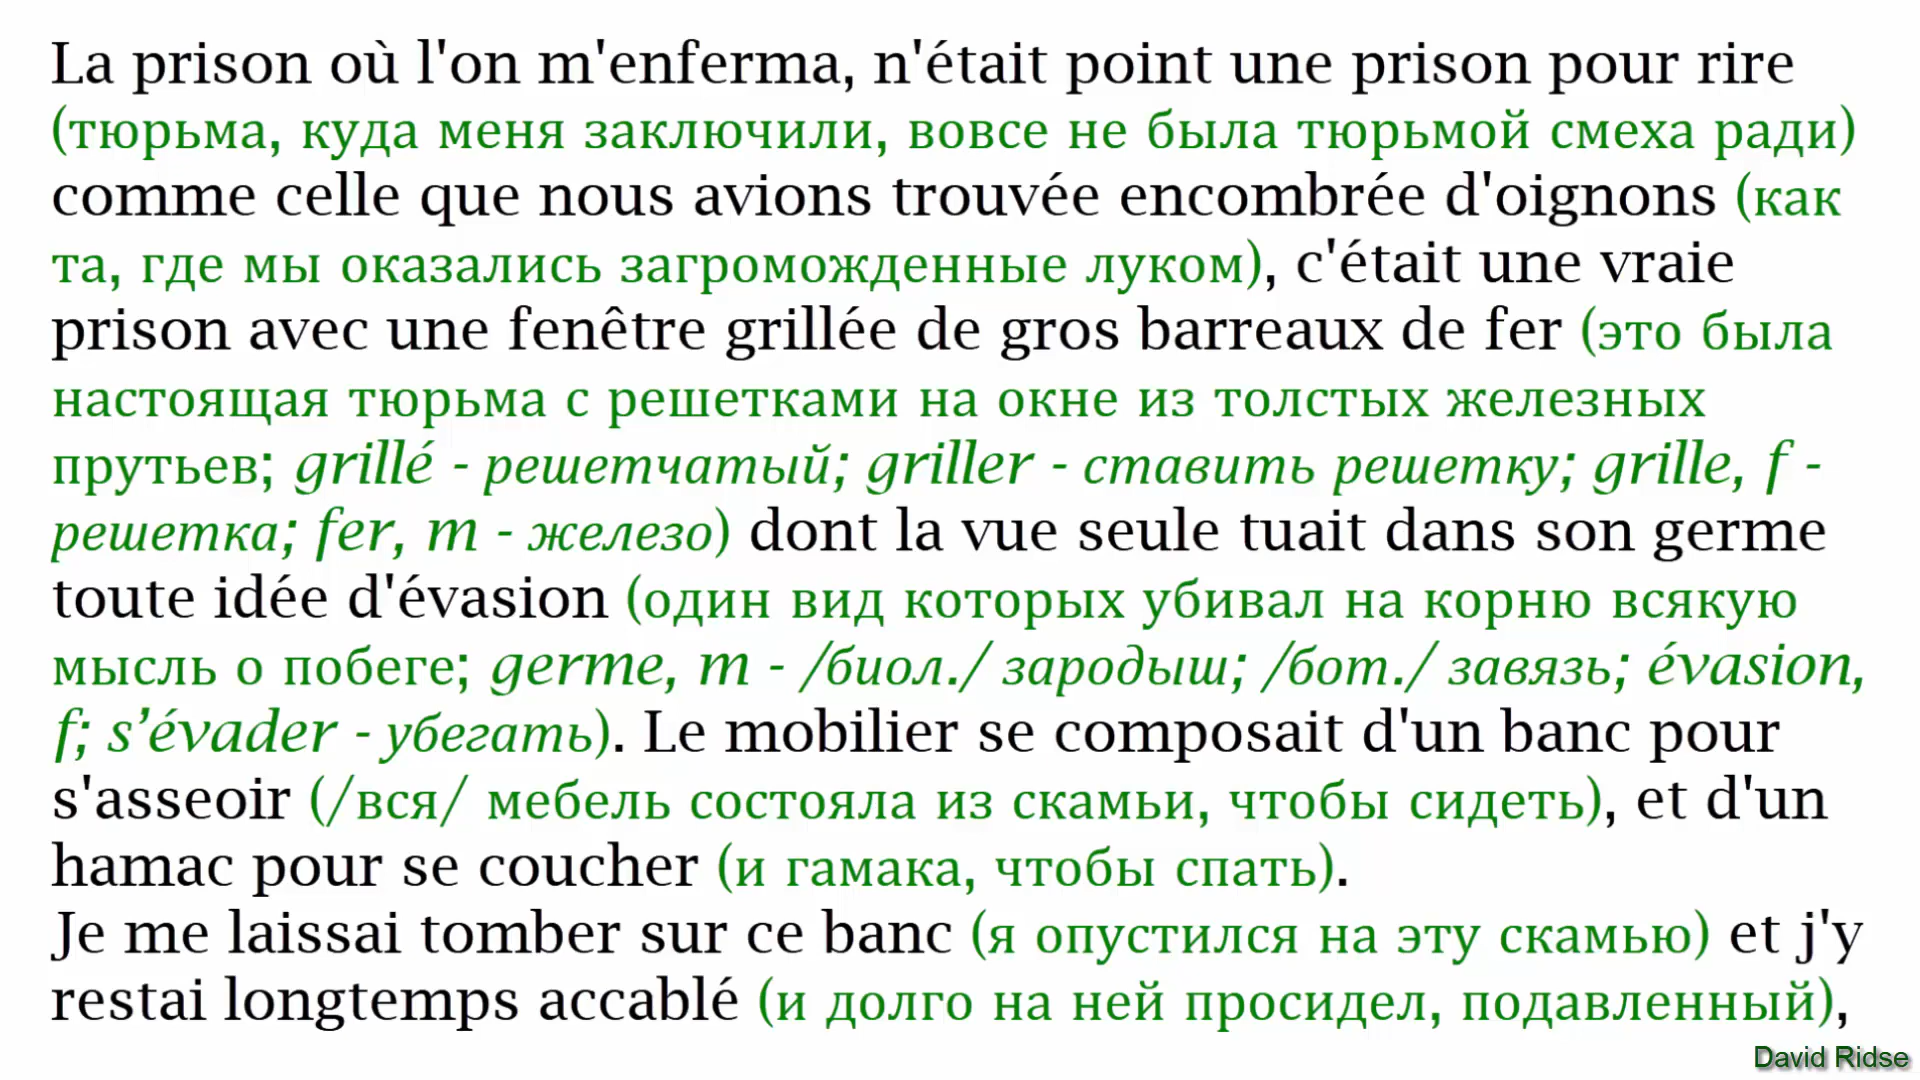 La prison où l'on m'enferma, n'était point une prison pour rire
(тюрьма, куда меня заключили, вовсе не была тюрьмой смеха ради)
comme celle que nous avions trouvée encombrée d'oignons (как
та, где мы оказались загроможденные луком), c'était une vraie
prison avec une fenêtre grillée de gros barreaux de fer (это была
настоящая тюрьма с решетками на окне из толстых железных
прутьев; grillé - решетчатый; griller - ставить решетку; grille, f -
решетка; fer, m - железо) dont la vue seule tuait dans son germe
toute idée d'évasion (один вид которых убивал на корню всякую
мысль о побеге; germe, m - /биол./ зародыш; /бот./ завязь; évasion,
f; s’évader - убегать). Le mobilier se composait d'un banc pour
s'asseoir (/вся/ мебель состояла из скамьи, чтобы сидеть), et d'un
hamac pour se coucher (и гамака, чтобы спать).
Je me laissai tomber sur ce banc (я опустился на эту скамью) et j'y
restai longtemps accablé (и долго на ней просидел, подавленный),
David Ridse